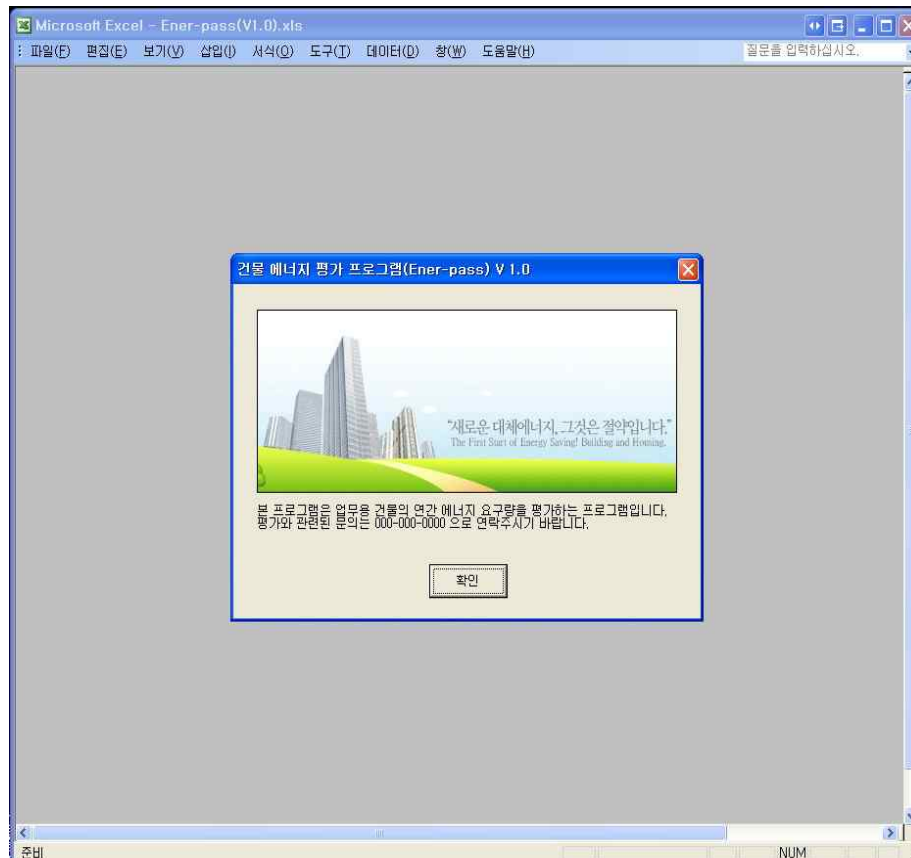 Microsoft Excel - Ener-pass(V1.0).xls
파일(F) 편집(E) 보기(V) 삽입(I) 서식(O) 도구(T) 데이터(D) 창(W) 도움말(H) 질문을 입력하십시오.
건물 에너지 평가 프로그램(Ener-pass) V 1.0
"새로운 대체에너지, 그것은 절약입니다."
The First Start of Energy Saving! Building and Housing.
본 프로그램은 업무용 건물의 연간 에너지 요구량을 평가하는 프로그램입니다.
평가와 관련된 문의는 000-000-0000 으로 연락주시기 바랍니다.
확인
준비 NUM